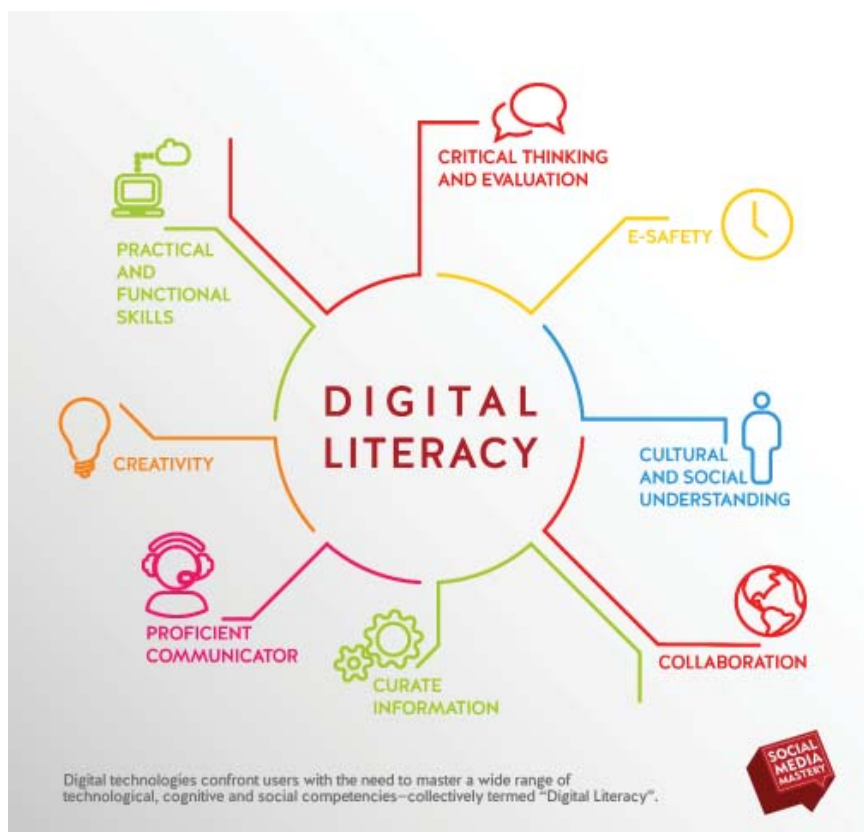 CRITICAL THINKING
AND EVALUATION
E-SAFETY
PRACTICAL
AND
FUNCTIONAL
SKILLS
DIGITAL
LITERACY
CULTURAL
AND SOCIAL
UNDERSTANDING
CREATIVITY
PROFICIENT
COMMUNICATOR
COLLABORATION
CURATE
INFORMATION
SOCIAL
MEDIA
MASTERY
Digital technologies confront users with the need to master a wide range of
technological, cognitive and social competencies—collectively termed “Digital Literacy”.